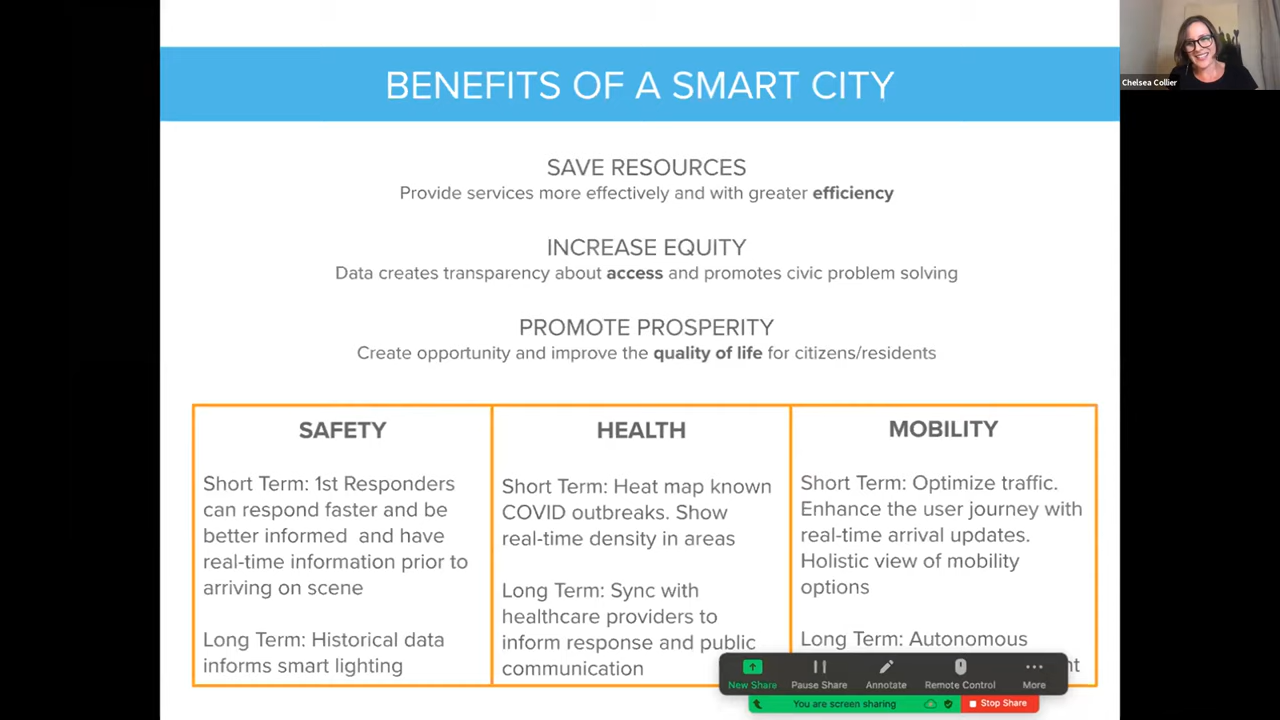 BENEFITS OF A SMART CITY
Chelsea Collier
SAVE RESOURCES
Provide services more effectively and with greater efficiency
INCREASE EQUITY
Data creates transparency about access and promotes civic problem solving
PROMOTE PROSPERITY
Create opportunity and improve the quality of life for citizens/residents
SAFETY
Short Term: 1st Responders
can respond faster and be
better informed and have
real-time information prior to
arriving on scene
Long Term: Historical data
informs smart lighting
HEALTH
Short Term: Heat map known
COVID outbreaks. Show
real-time density in areas
Long Term: Sync with
healthcare providers to
inform response and public
communication
MOBILITY
Short Term: Optimize traffic.
Enhance the user journey with
real-time arrival updates.
Holistic view of mobility
options
Long Term: Autonomous
New Share
Pause Share
Annotate
Remote Control
More
You are screen sharing
Stop Share